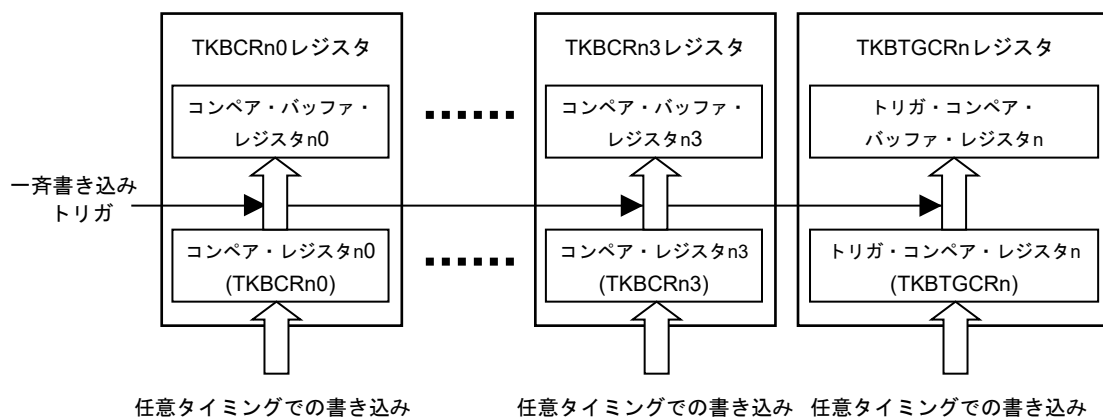 TKBCRn0レジスタ
TKBCRn3レジスタ
TKBTGCRnレジスタ
コンペア・バッファ・
レジスタn0
コンペア・バッファ・
レジスタn3
トリガ・コンペア・
バッファ・レジスタn
一斉書き込み
トリガ
コンペア・レジスタn0
(TKBCRn0)
コンペア・レジスタn3
(TKBCRn3)
トリガ・コンペア・レジスタn
(TKBTGCRn)
任意タイミングでの書き込み
任意タイミングでの書き込み
任意タイミングでの書き込み